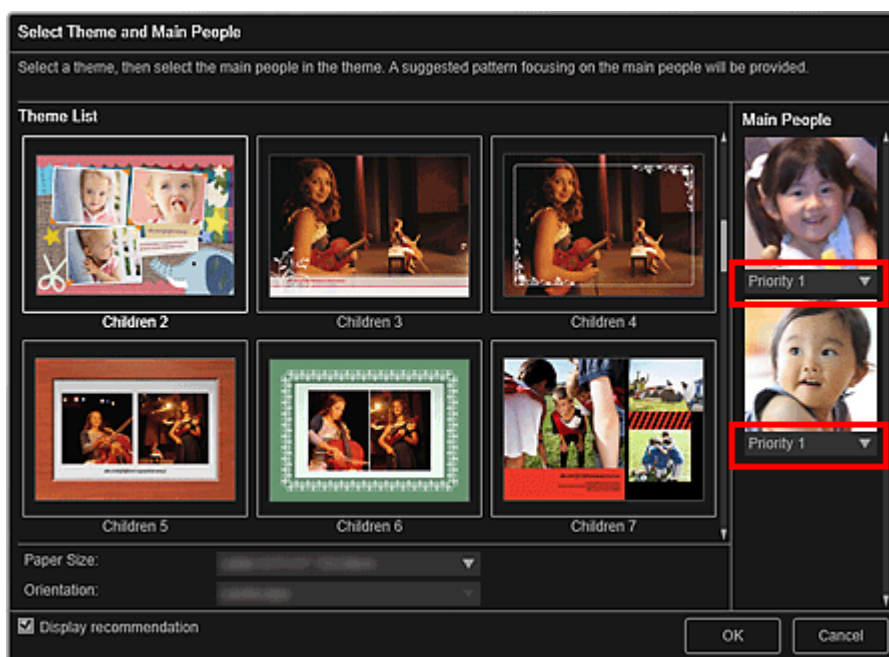 Select Theme and Main People
Select a theme, then select the main people in the theme. A suggested pattern focusing on the main people will be provided.
Theme List
Main People
Children 2
Children 3
Children 4
Priority 1
Children 5
Children 6
Children 7
Priority 1
Paper Size:
Orientation:
Display recommendation
OK
Cancel